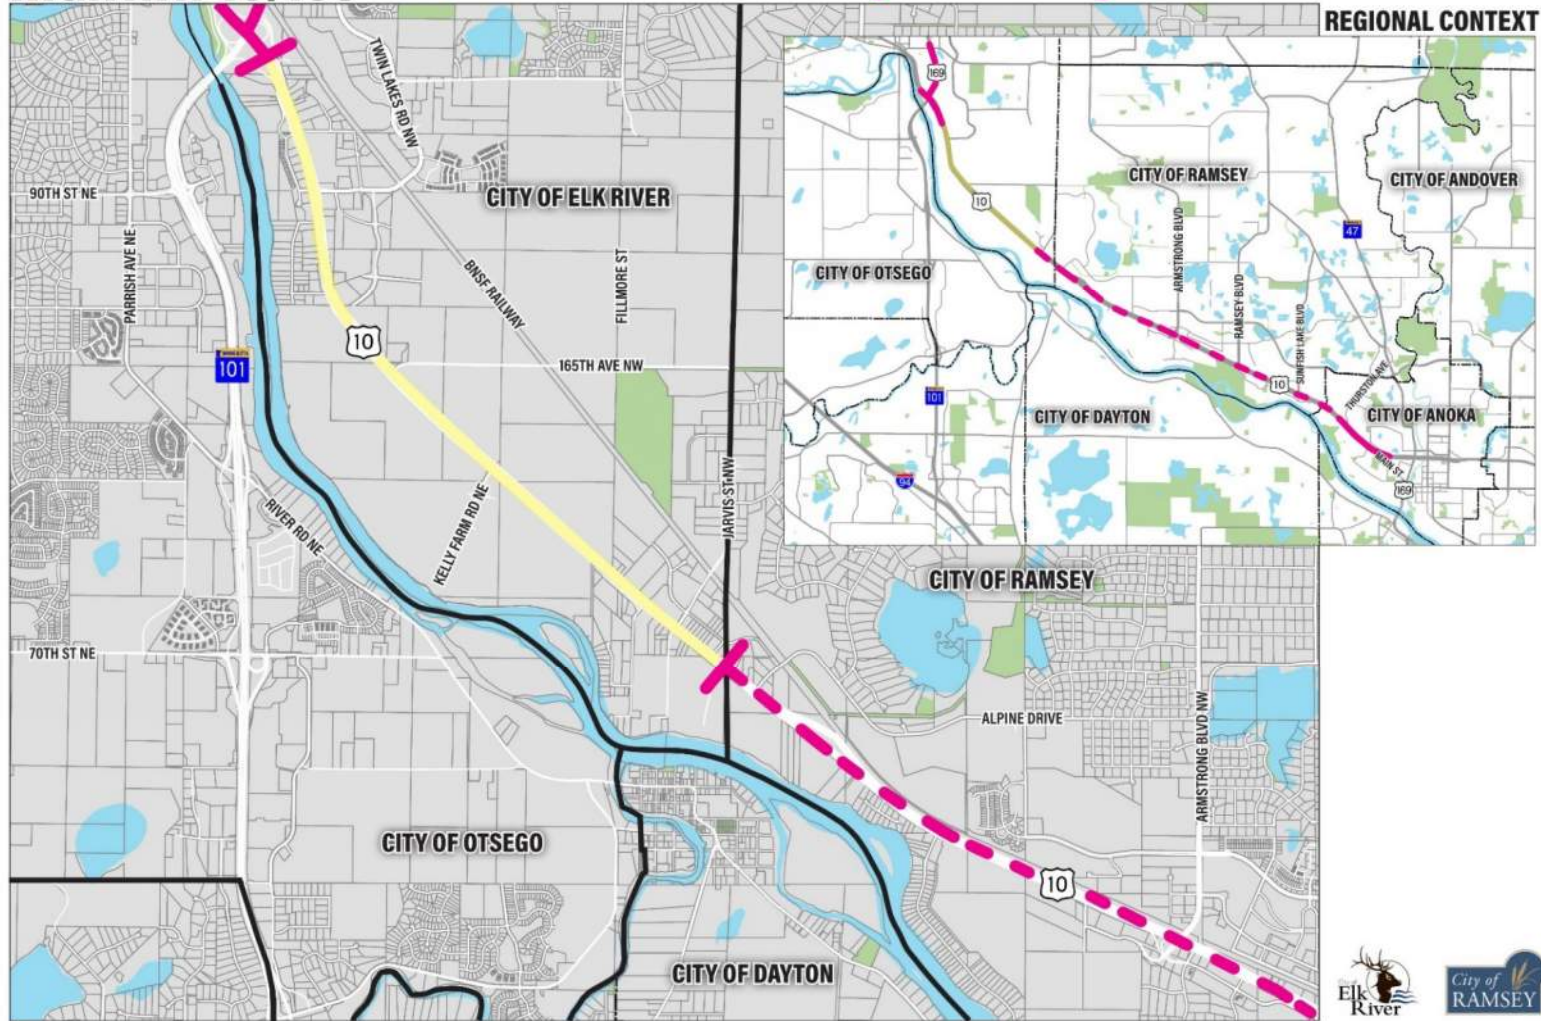 REGIONAL CONTEXT
TWIN LAKES RD NW
169
CITY OF RAMSEY
CITY OF ANDOVER
90TH ST NE
CITY OF ELK RIVER
10
ARMSTRONG BLVD
47
PARRISH AVE NE
BNSF RAILWAY
FILLMORE ST
CITY OF OTSEGO
RAMSEY BLVD
SUNFISH LAKE BLVD
10
101
165TH AVE NW
10
THURSTON AVE
101
CITY OF DAYTON
CITY OF ANOKA
MAIN ST
94
169
RIVER RD NE
KELLY FARM RD NE
JARVIS ST NW
CITY OF RAMSEY
70TH ST NE
ALPINE DRIVE
ARMSTRONG BLVD NW
CITY OF OTSEGO
10
CITY OF DAYTON
Elk
River
City of
RAMSEY